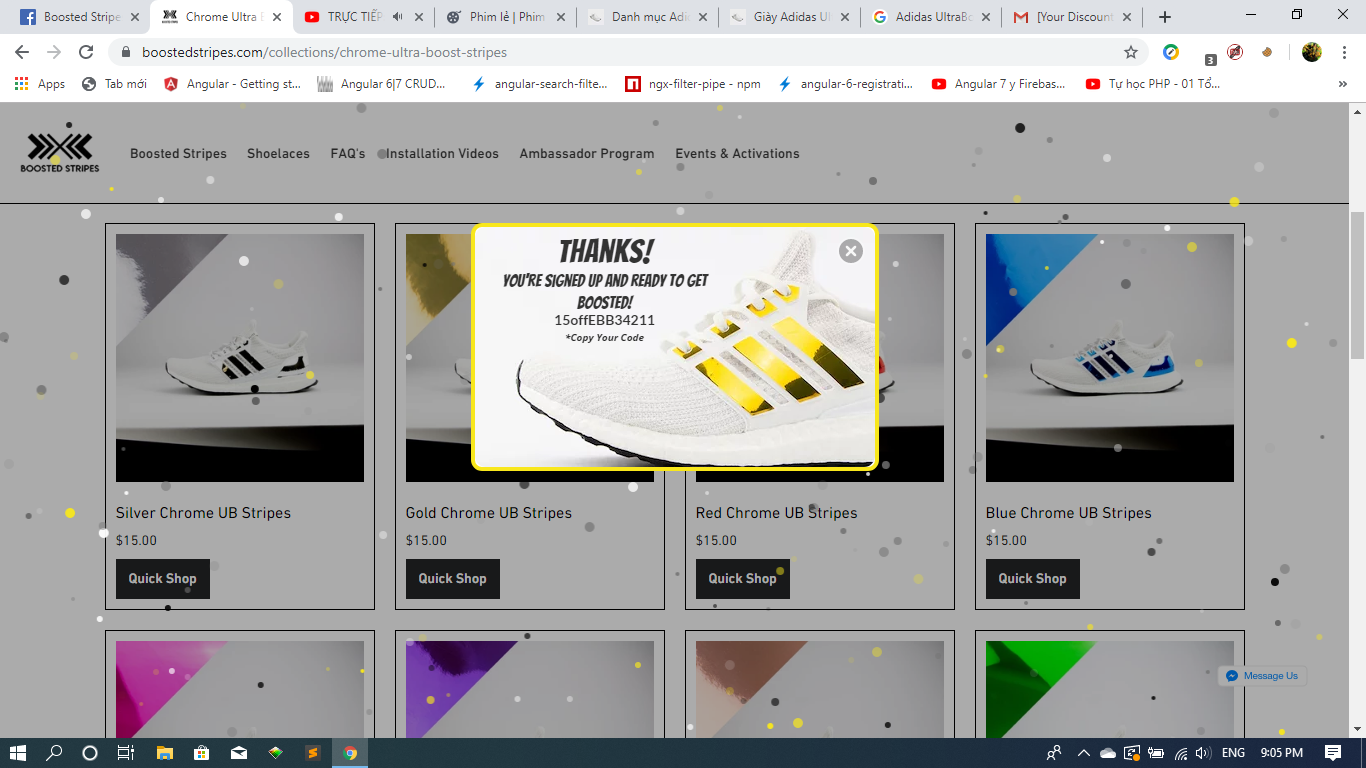 Boosted Stripe
Chrome Ultra B
TRỰC TIẾP
Phim lẻ | Phim
Danh mục Adi
Giày Adidas Ul
Adidas UltraBo
[Your Discount
boostedstripes.com/collections/chrome-ultra-boost-stripes
3
Apps
Tab mới
Angular - Getting st...
Angular 6|7 CRUD...
angular-search-filte...
ngx-filter-pipe - npm
angular-6-registrati...
Angular 7 y Firebas...
Tự học PHP - 01 Tổ...
»
BOOSTED STRIPES
Boosted Stripes
Shoelaces
FAQ's
Installation Videos
Ambassador Program
Events & Activations
THANKS!
YOU'RE SIGNED UP AND READY TO GET
BOOSTED!
15offEBB34211
*Copy Your Code
Silver Chrome UB Stripes
$15.00
Quick Shop
Gold Chrome UB Stripes
$15.00
Quick Shop
Red Chrome UB Stripes
$15.00
Quick Shop
Blue Chrome UB Stripes
$15.00
Quick Shop
Message Us
ENG
9:05 PM